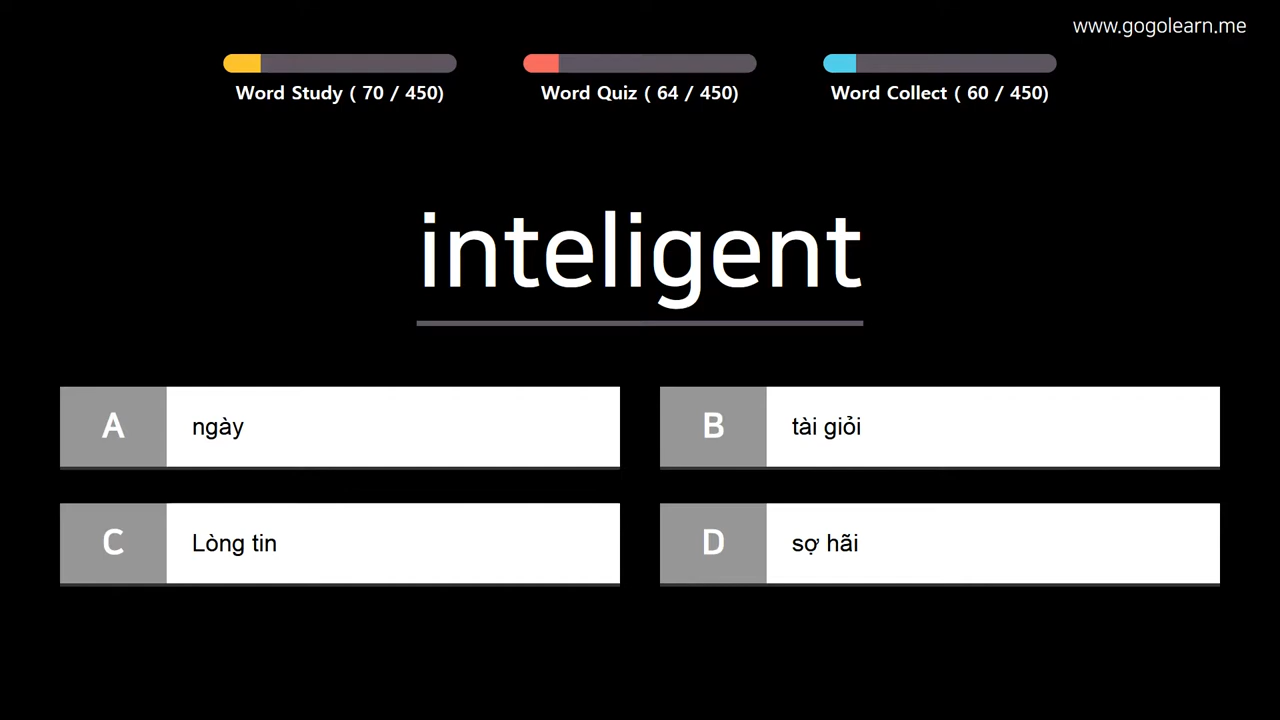 www.gogolearn.me
Word Study ( 70 / 450)
Word Quiz ( 64 / 450)
Word Collect ( 60 / 450)
inteligent
A ngày
B tài giỏi
C Lòng tin
D sợ hãi